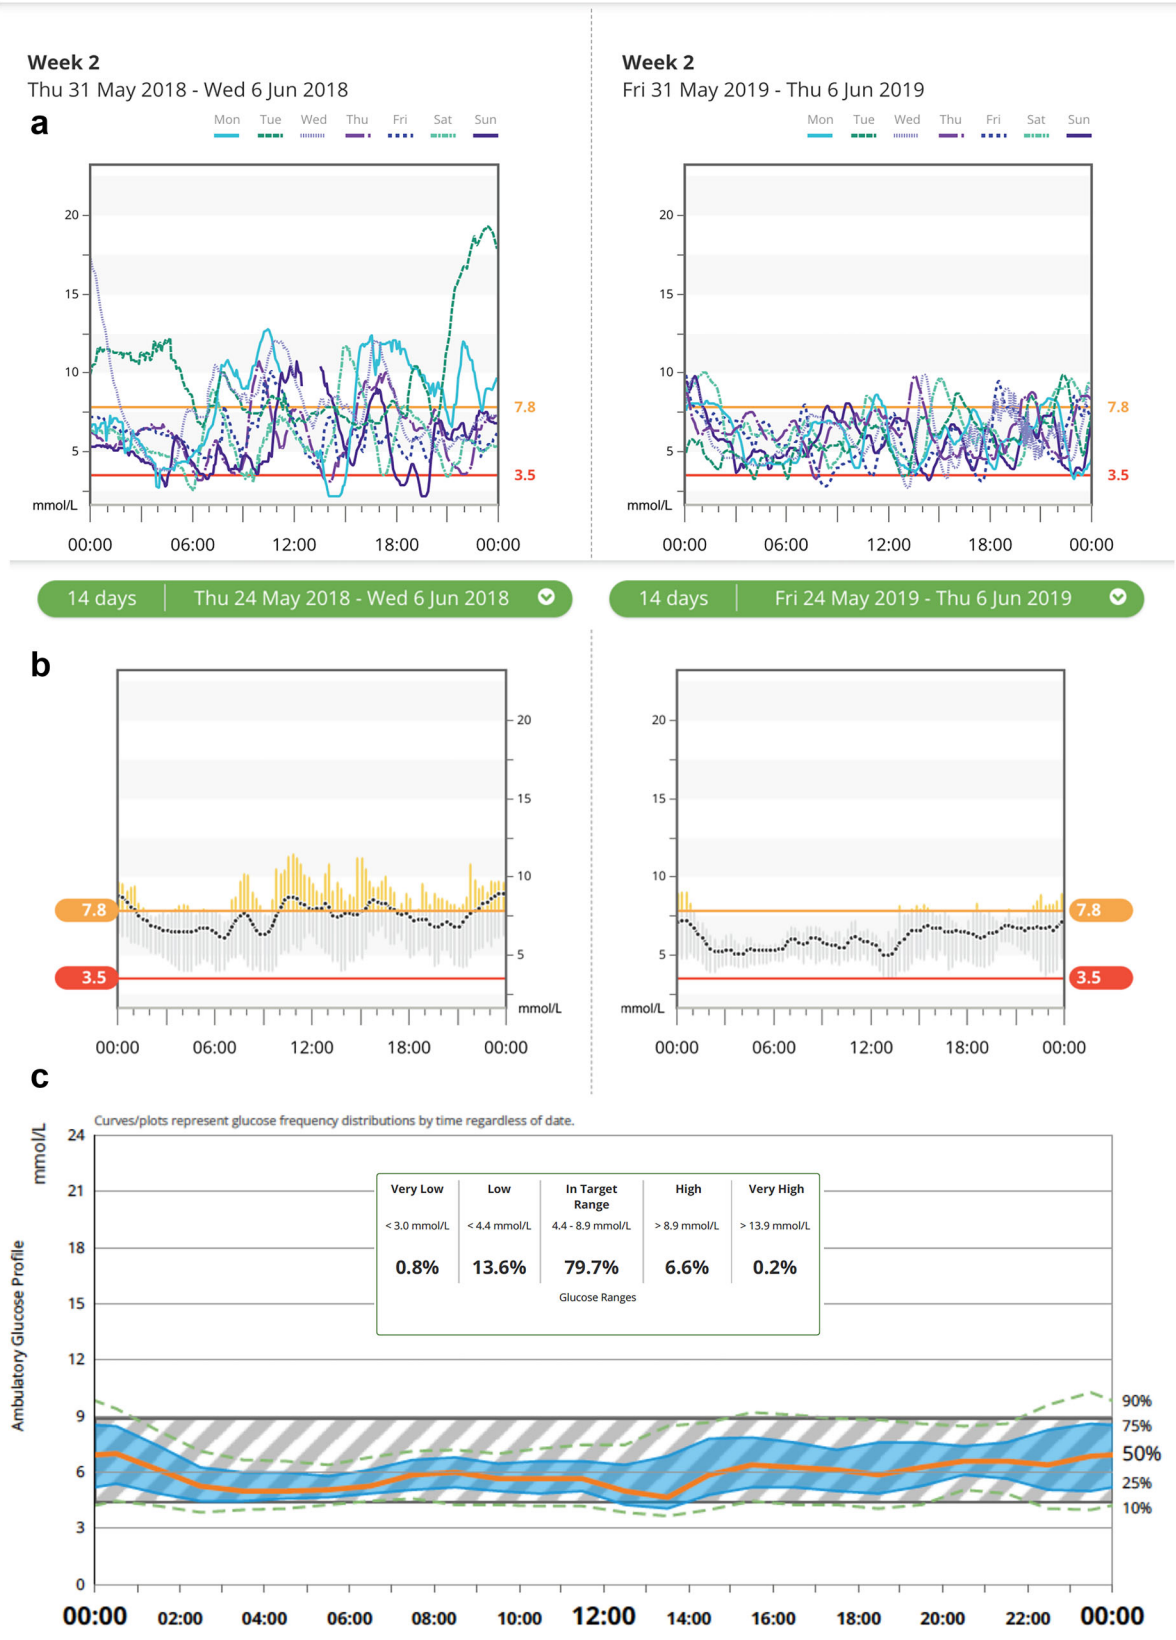 Week 2
Thu 31 May 2018 - Wed 6 Jun 2018
a
Mon Tue Wed Thu Fri Sat Sun
20
15
10
7.8
5
3.5
mmol/L
00:00 06:00 12:00 18:00 00:00
Week 2
Fri 31 May 2019 - Thu 6 Jun 2019
Mon Tue Wed Thu Fri Sat Sun
20
15
10
7.8
5
3.5
mmol/L
00:00 06:00 12:00 18:00 00:00
14 days Thu 24 May 2018 - Wed 6 Jun 2018
14 days Fri 24 May 2019 - Thu 6 Jun 2019
b
20
15
10
7.8
5
3.5
mmol/L
00:00 06:00 12:00 18:00 00:00
20
15
10
7.8
5
3.5
mmol/L
00:00 06:00 12:00 18:00 00:00
c
Curves/plots represent glucose frequency distributions by time regardless of date.
mmol/L
Ambulatory Glucose Profile
24
21
18
15
12
9
6
3
0
Very Low Low In Target Range High Very High
< 3.0 mmol/L < 4.4 mmol/L 4.4 - 8.9 mmol/L > 8.9 mmol/L > 13.9 mmol/L
0.8% 13.6% 79.7% 6.6% 0.2%
Glucose Ranges
90%
75%
50%
25%
10%
00:00 02:00 04:00 06:00 08:00 10:00 12:00 14:00 16:00 18:00 20:00 22:00 00:00